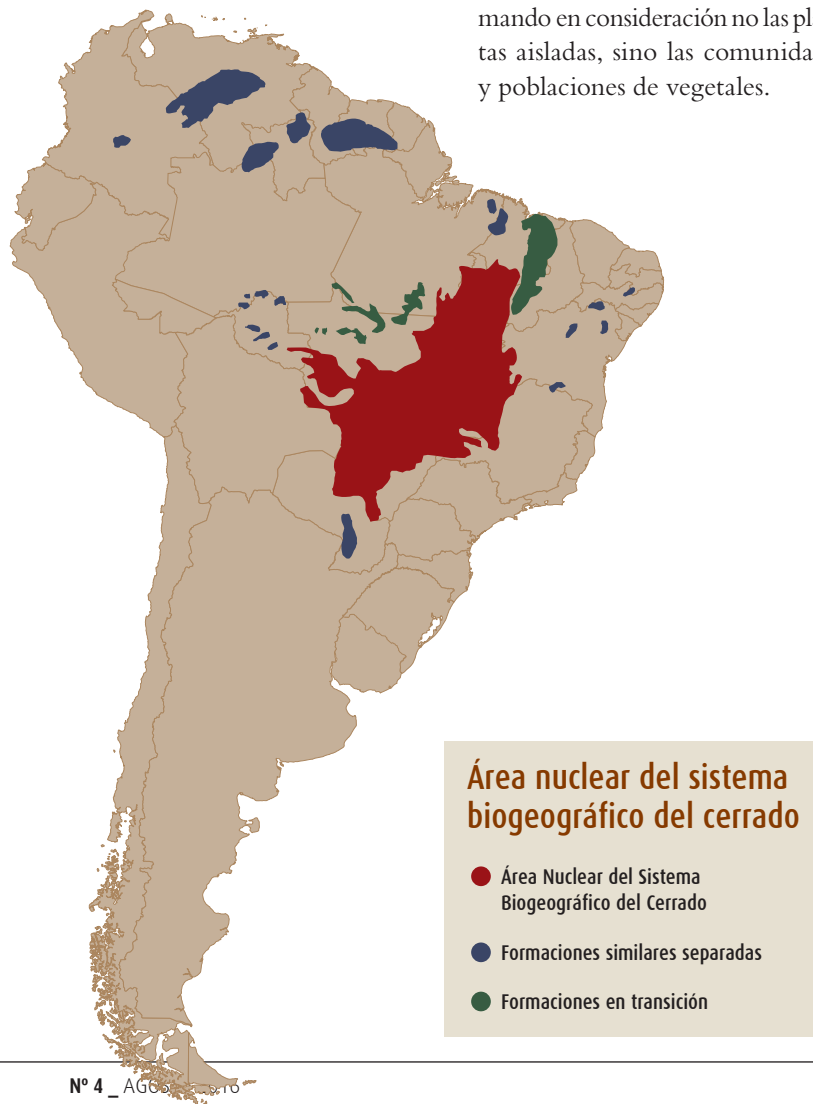 mando en consideración no las pla
tas aisladas, sino las comunida
y poblaciones de vegetales.
Área nuclear del sistema
biogeográfico del cerrado
Área Nuclear del Sistema
Biogeográfico del Cerrado
Formaciones similares separadas
Formaciones en transición
Nº 4 _